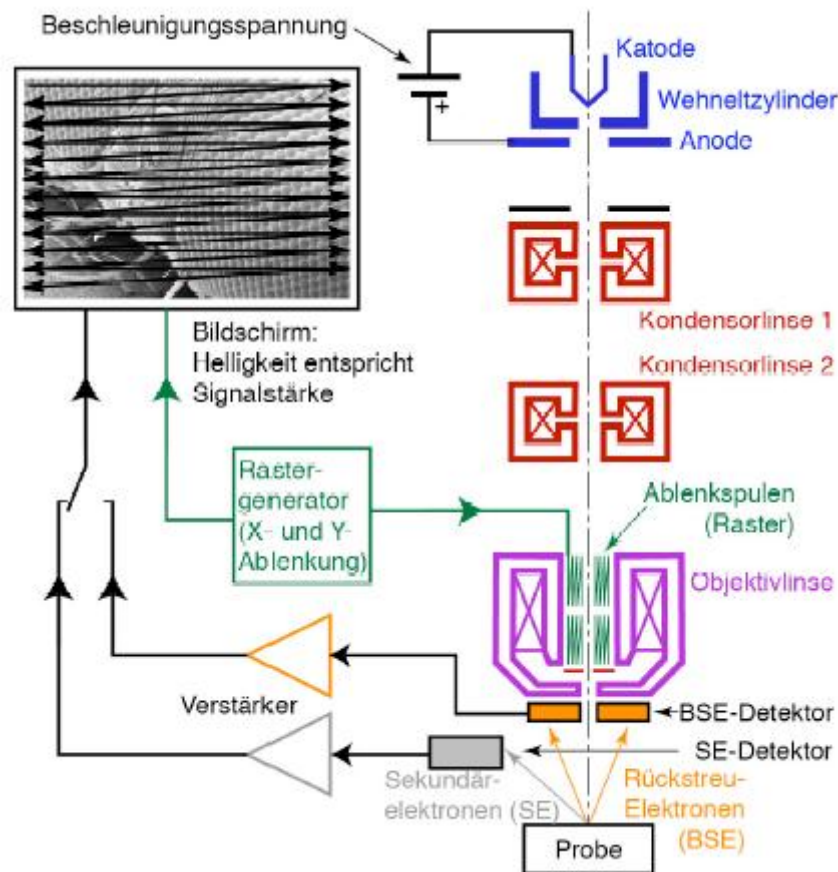 Beschleunigungsspannung
+
Katode
Wehneltzylinder
Anode
Kondensorlinse 1
Kondensorlinse 2
Bildschirm:
Helligkeit entspricht
Signalstärke
Raster-
generator
(X- und Y-
Ablenkung)
Ablenkspulen
(Raster)
Objektivlinse
Verstärker
BSE-Detektor
SE-Detektor
Sekundär-
elektronen (SE)
Rückstreu-
Elektronen
(BSE)
Probe